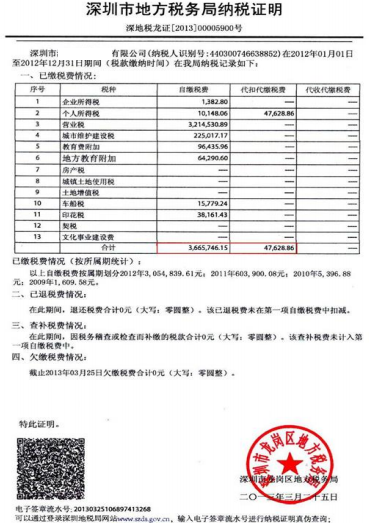 深圳市地方税务局纳税证明
深地税龙证[2013]00005900号
深圳市 有限公司(纳税人识别号:440300746638852)在2012年01月01日
至2012年12月31日期间(税款缴纳时间)在我局纳税记录如下:
一、已缴税费情况:
序号 税种 自缴税费 代扣代缴税费 代收代缴税费
1 企业所得税 1,382.80 — —
2 个人所得税 10,148.06 47,628.86 —
3 营业税 3,214,530.89 — —
4 城市维护建设税 225,017.17 — —
5 教育费附加 96,435.96 — —
6 地方教育附加 64,290.60 — —
7 房产税 — — —
8 城镇土地使用税 — — —
9 土地增值税 — — —
10 车船税 15,779.24 — —
11 印花税 38,161.43 — —
12 契税 — — —
13 文化事业建设费 — — —
合计 3,665,746.15 47,628.86 —
已缴税费情况(按所属期统计):
以上自缴税费按属期划分2012年3,054,839.61元;2011年603,900.08元;2010年5,396.88
元;2009年1,609.58元。
二、已退税费情况:
在此期间,退还税费合计0元(大写:零圆整)。该已退税费未在第一项自缴税费中扣减。
三、查补税费情况:
在此期间,因税务稽查或检查而补缴的税款合计0元(大写:零圆整)。该查补税费未计入第
一项自缴税费中。
四、欠缴税费情况:
截止2013年03月25日欠缴税费合计0元(大写:零圆整)。
特此证明。
深圳市龙岗区地方税务局
二〇一三年三月二十五日
电子签章流水号:20130325106897413268
可以通过登录深圳地税局网站www.szds.gov.cn,输入电子签章流水号进行纳税证明真伪查询;